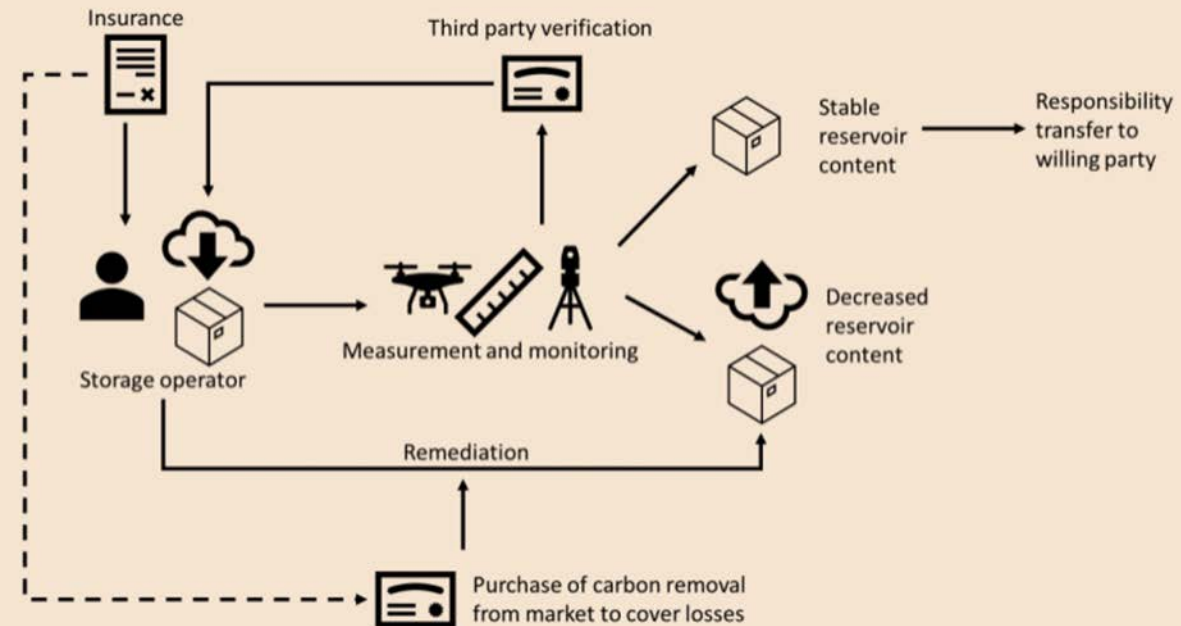 Insurance
Third party verification
Stable
reservoir
content
Responsibility
transfer to
willing party
Decreased
reservoir
content
Measurement and monitoring
Storage operator
Remediation
Purchase of carbon removal
from market to cover losses